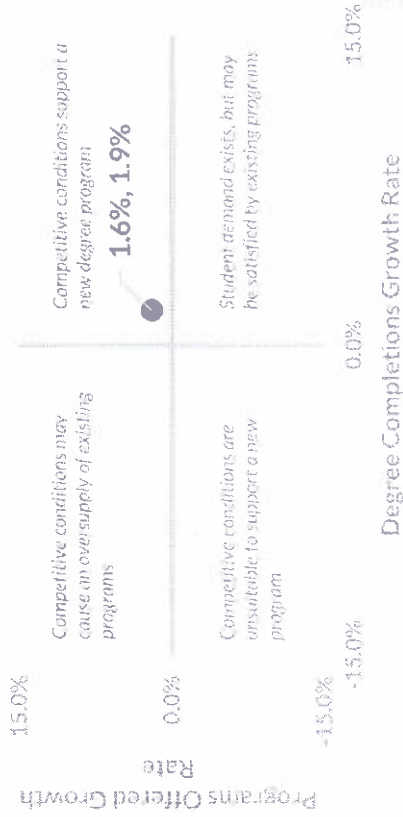 15.0%
Competitive conditions may
cause an oversupply of existing
programs
Competitive conditions support a
new degree program
1.6%, 1.9%
0.0%
Competitive conditions are
unsuitable to support a new
program
Student demand exists, but may
be satisfied by existing programs
-15.0%
Programs Offered Growth
Rate
-15.0%
0.0%
15.0%
Degree Completions Growth Rate